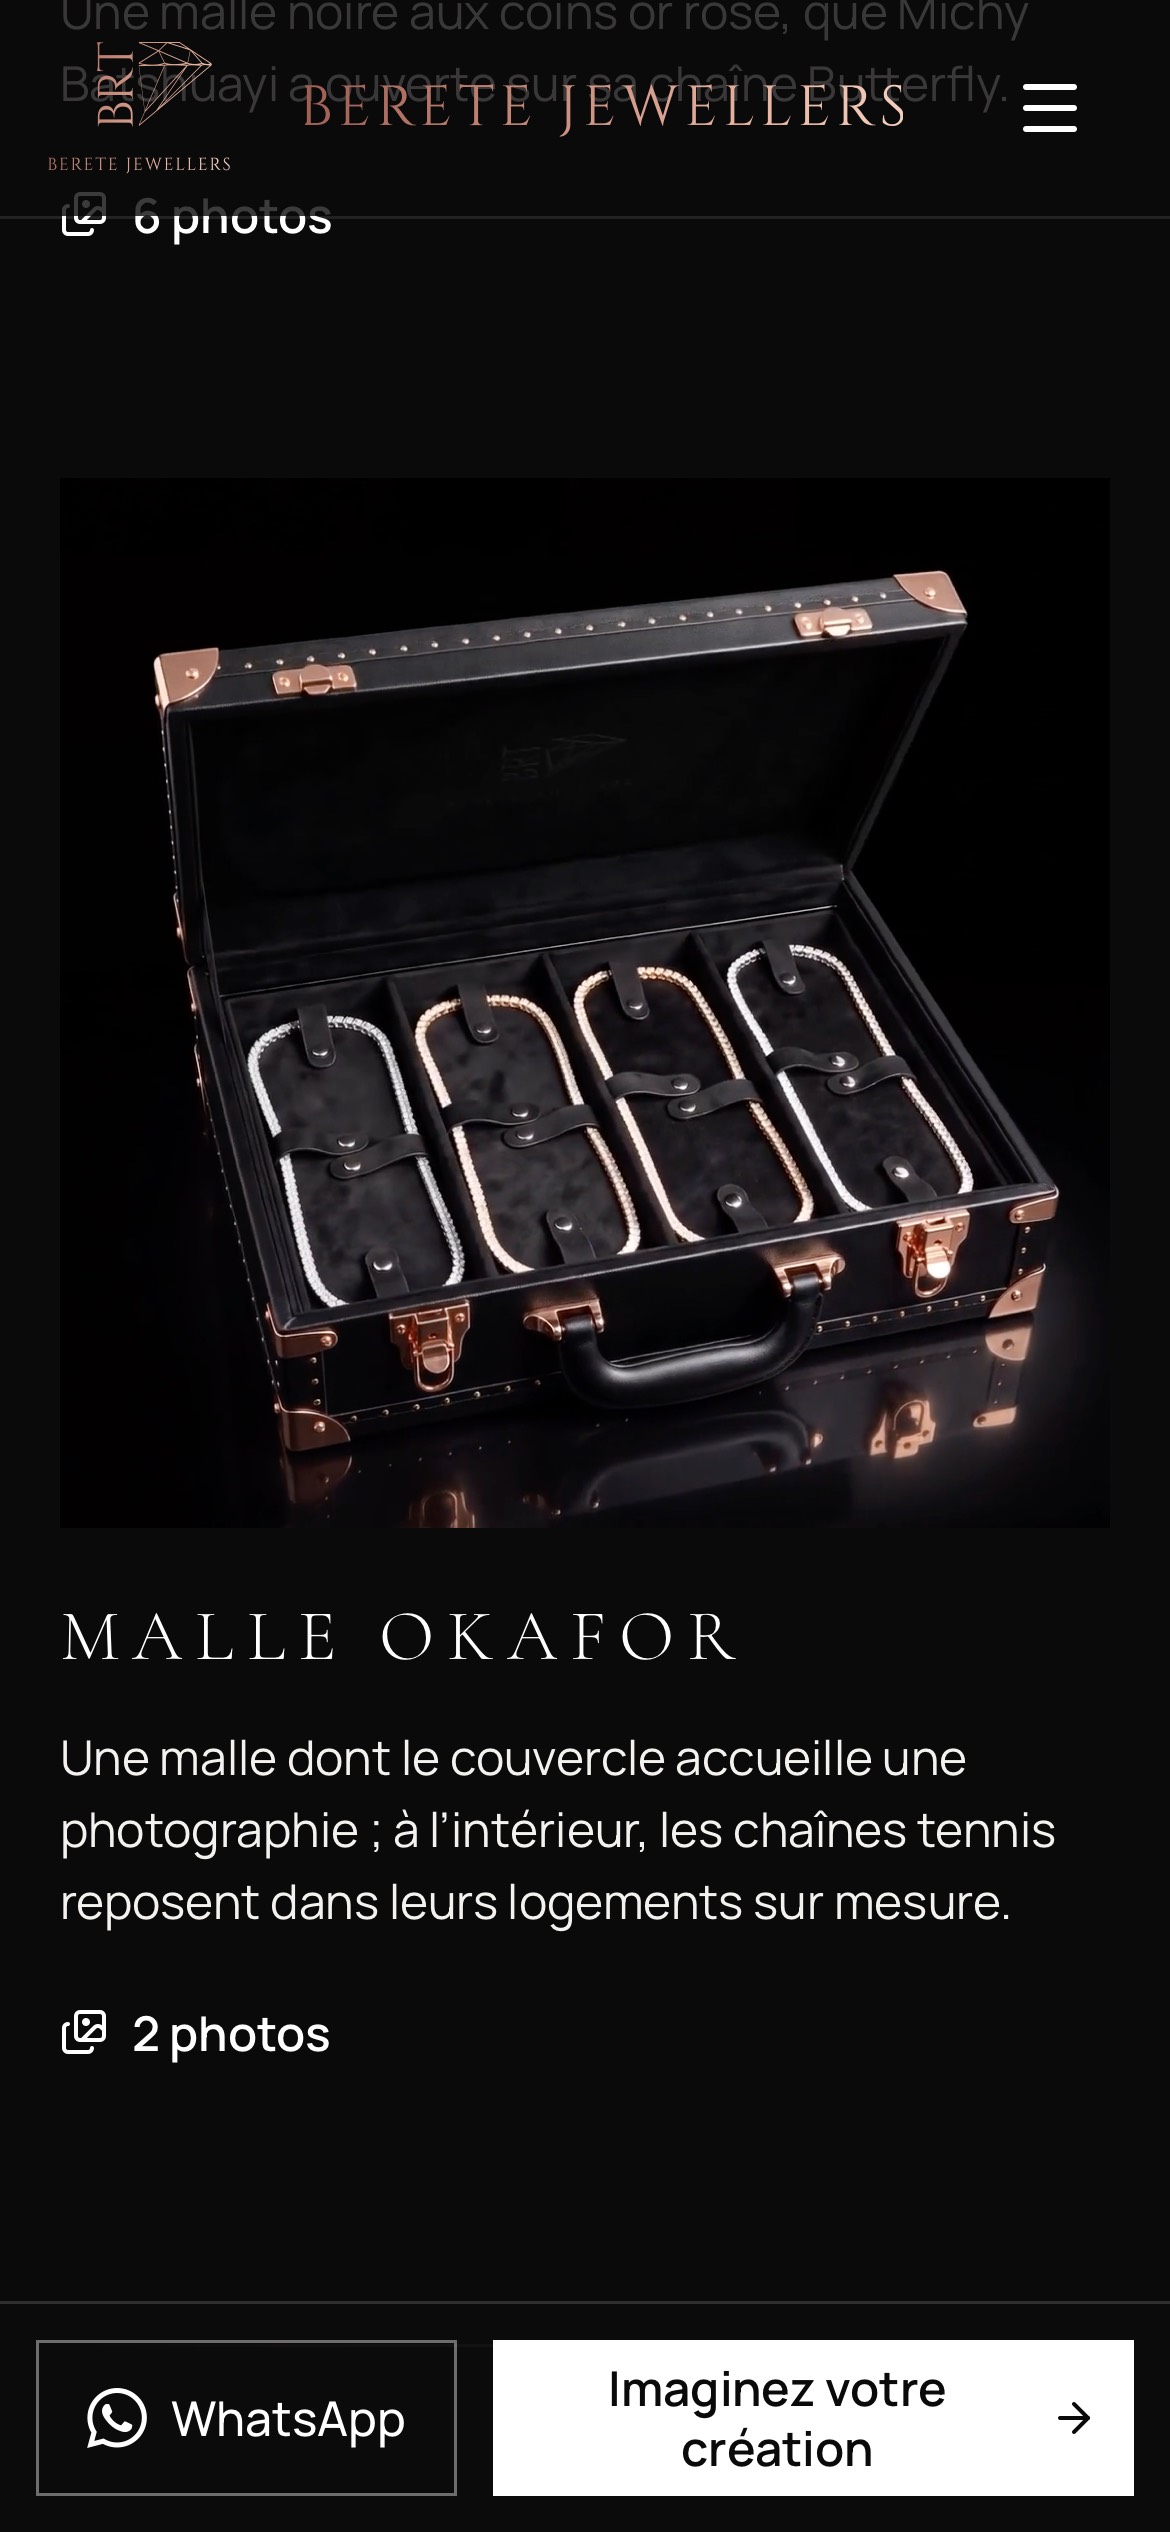 Une malle noire aux coins or rose, que Michy
Batshuayi a ouverte sur sa chaîne Butterfly.
BRT
BERETE JEWELLERS
BERETE JEWELLERS
6 photos
MALLE OKAFOR
Une malle dont le couvercle accueille une
photographie ; à l’intérieur, les chaînes tennis
reposent dans leurs logements sur mesure.
2 photos
WhatsApp
Imaginez votre
création